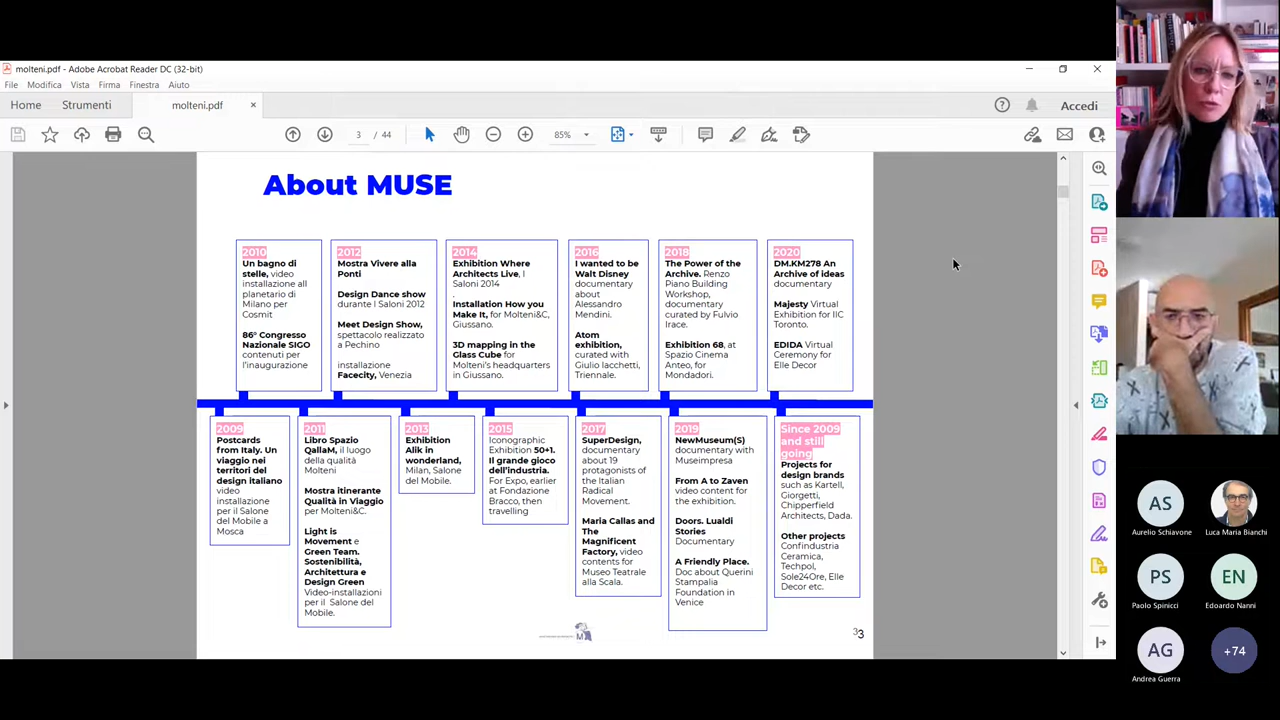 molteni.pdf - Adobe Acrobat Reader DC (32-bit)
File Modifica Vista Firma Finestra Aiuto
Home Strumenti molteni.pdf × Accedi
3 / 44 85%
About MUSE
2010
Un bagno di
stelle, video
installazione all
planetario di
Milano per
Cosmit
86° Congresso
Nazionale SIGO
contenuti per
l'inaugurazione
2012
Mostra Vivere alla
Ponti
Design Dance show
durante I Saloni 2012
Meet Design Show,
spettacolo realizzato
a Pechino
installazione
Facecity, Venezia
2014
Exhibition Where
Architects Live, I
Saloni 2014
.
Installation How you
Make It, for Molteni&C,
Giussano.
3D mapping in the
Glass Cube for
Molteni's headquarters
in Giussano.
2016
I wanted to be
Walt Disney
documentary
about
Alessandro
Mendini.
Atom
exhibition,
curated with
Giulio Iacchetti,
Triennale.
2018
The Power of the
Archive. Renzo
Piano Building
Workshop,
documentary
curated by Fulvio
Irace.
Exhibition 68, at
Spazio Cinema
Anteo, for
Mondadori.
2020
DM.KM278 An
Archive of ideas
documentary
Majesty Virtual
Exhibition for IIC
Toronto.
EDIDA Virtual
Ceremony for
Elle Decor
2009
Postcards
from Italy. Un
viaggio nei
territori del
design italiano
video
installazione
per il Salone
del Mobile a
Mosca
2011
Libro Spazio
QallaM, il luogo
della qualità
Molteni
Mostra itinerante
Qualità in Viaggio
per Molteni&C.
Light is
Movement e
Green Team.
Sostenibilità,
Architettura e
Design Green
Video-installazioni
per il Salone del
Mobile.
2013
Exhibition
Alik in
wonderland,
Milan, Salone
del Mobile.
2015
Iconographic
Exhibition 50+1.
Il grande gioco
dell'industria.
For Expo, earlier
at Fondazione
Bracco, then
travelling
2017
SuperDesign,
documentary
about 19
protagonists of
the Italian
Radical
Movement.
Maria Callas and
The
Magnificent
Factory, video
contents for
Museo Teatrale
alla Scala.
2019
NewMuseum(S)
documentary with
Museimpresa
From A to Zaven
video content for
the exhibition.
Doors. Lualdi
Stories
Documentary
A Friendly Place.
Doc about Querini
Stampalia
Foundation in
Venice
Since 2009
and still
going
Projects for
design brands
such as Kartell,
Giorgetti,
Chipperfield
Architects, Dada.
Other projects
Confindustria
Ceramica,
Techpol,
Sole24Ore, Elle
Decor etc.
33
AS
Aurelio Schiavone Luca Maria Bianchi
PS EN
Paolo Spinicci Edoardo Nanni
AG +74
Andrea Guerra